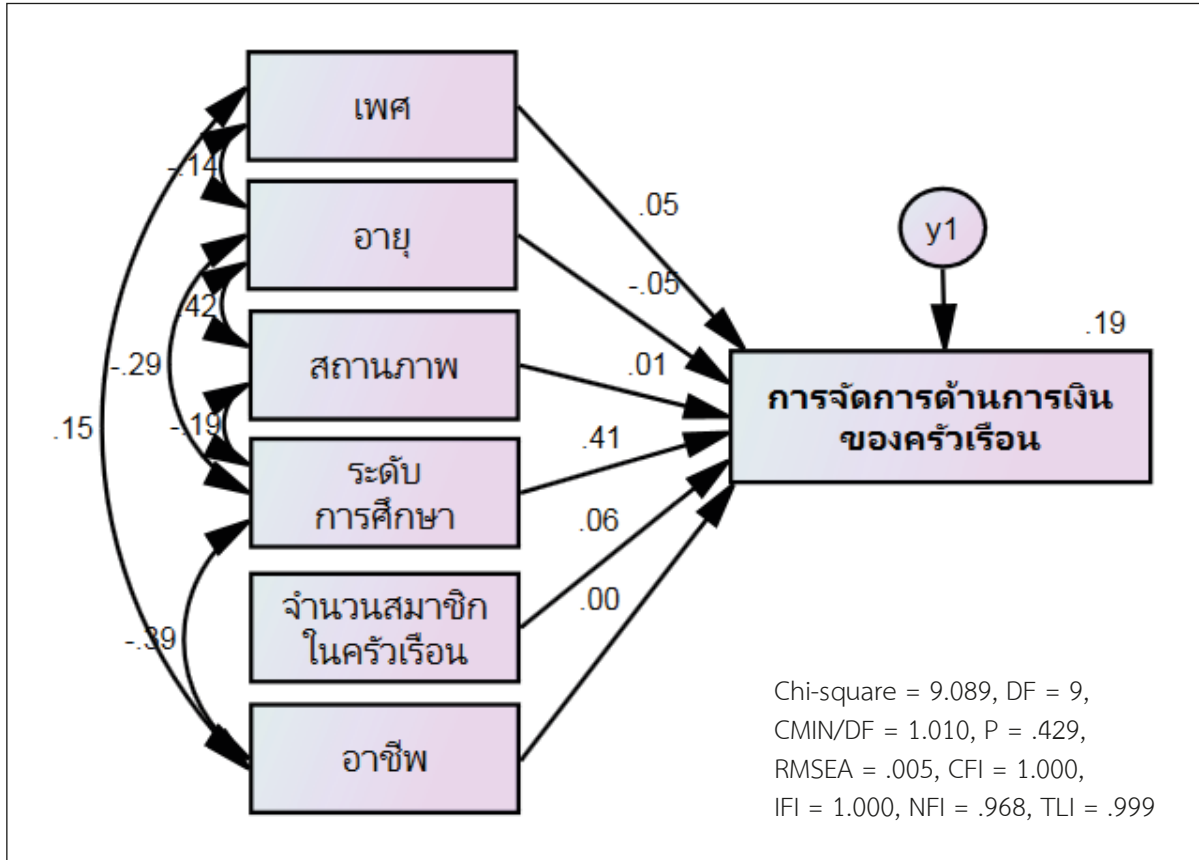 เพศ
-.14
.05
อายุ
y1
-.05
.42
.19
สถานภาพ
.01
-.29
การจัดการด้านการเงิน
ของครัวเรือน
.15
-.19
.41
ระดับ
การศึกษา
.06
จำนวนสมาชิก
ในครัวเรือน
.00
-.39
อาชีพ
Chi-square = 9.089, DF = 9,
CMIN/DF = 1.010, P = .429,
RMSEA = .005, CFI = 1.000,
IFI = 1.000, NFI = .968, TLI = .999